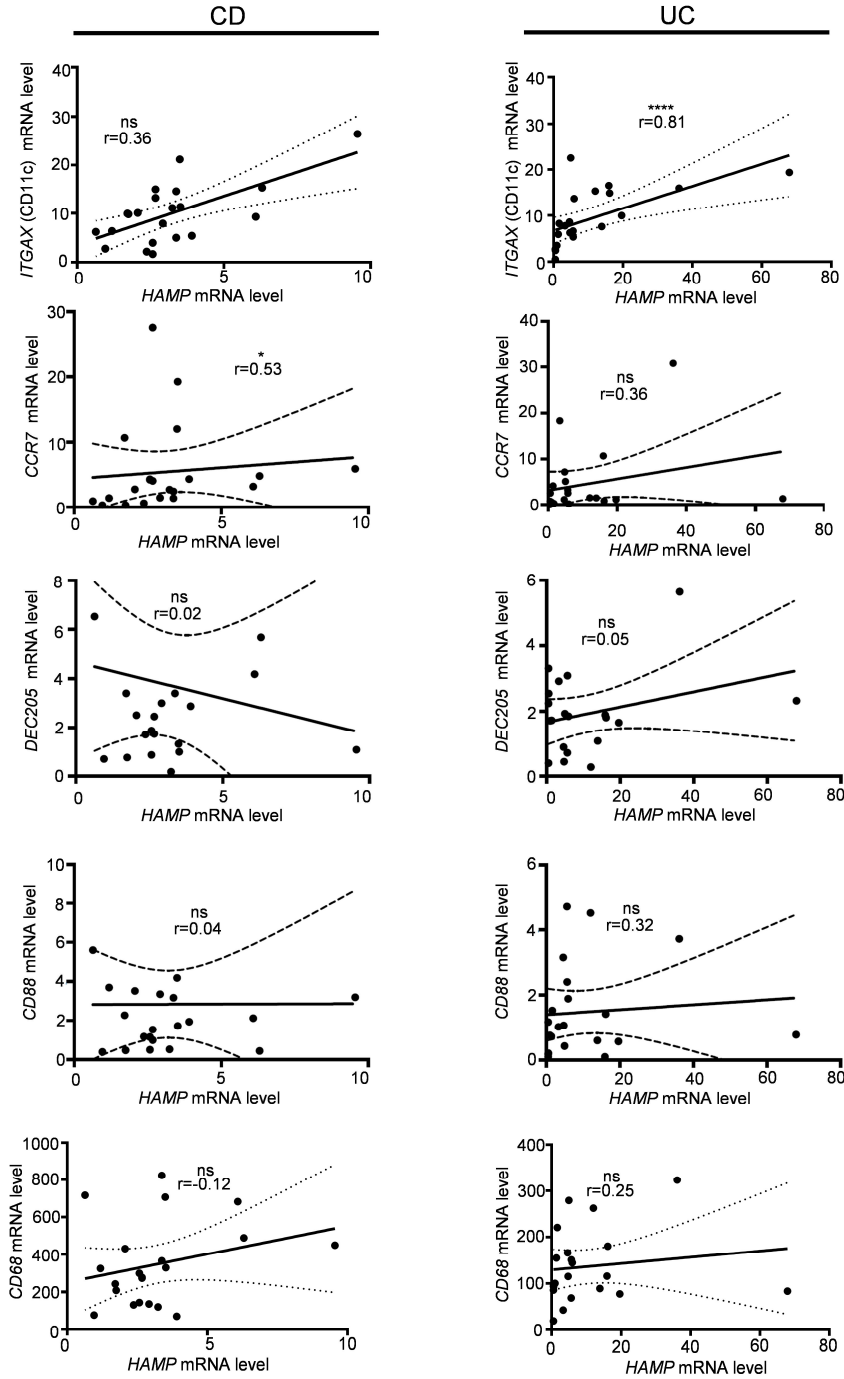 CD
UC
ITGAX (CD11c) mRNA level
40
30
20
10
0
ns
r=0.36
0 5 10
HAMP mRNA level
ITGAX (CD11c) mRNA level
40
30
20
10
0
****
r=0.81
0 20 40 60 80
HAMP mRNA level
CCR7 mRNA level
30
20
10
0
*
r=0.53
0 5 10
HAMP mRNA level
CCR7 mRNA level
40
30
20
10
0
ns
r=0.36
0 20 40 60 80
HAMP mRNA level
DEC205 mRNA level
8
6
4
2
0
ns
r=0.02
0 5 10
HAMP mRNA level
DEC205 mRNA level
6
4
2
0
ns
r=0.05
0 20 40 60 80
HAMP mRNA level
CD88 mRNA level
10
8
6
4
2
0
ns
r=0.04
0 5 10
HAMP mRNA level
CD88 mRNA level
6
4
2
0
ns
r=0.32
0 20 40 60 80
HAMP mRNA level
CD68 mRNA level
1000
800
600
400
200
0
ns
r=-0.12
0 5 10
HAMP mRNA level
CD68 mRNA level
400
300
200
100
0
ns
r=0.25
0 20 40 60 80
HAMP mRNA level